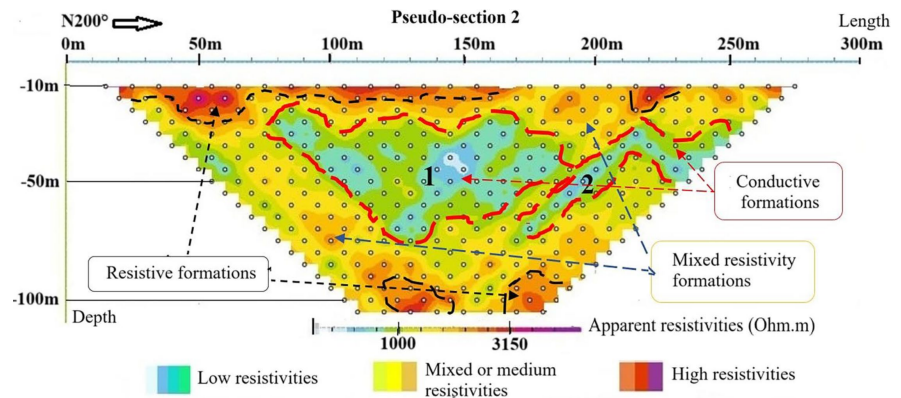 Pseudo-section 2
N200°
Length
0m 50m 100m 150m 200m 250m 300m
-10m
-50m
-100m
Depth
1
2
Conductive
formations
Mixed resistivity
formations
Resistive formations
Apparent resistivities (Ohm.m)
1000 3150
Low resistivities
Mixed or medium
resistivities
High resistivities